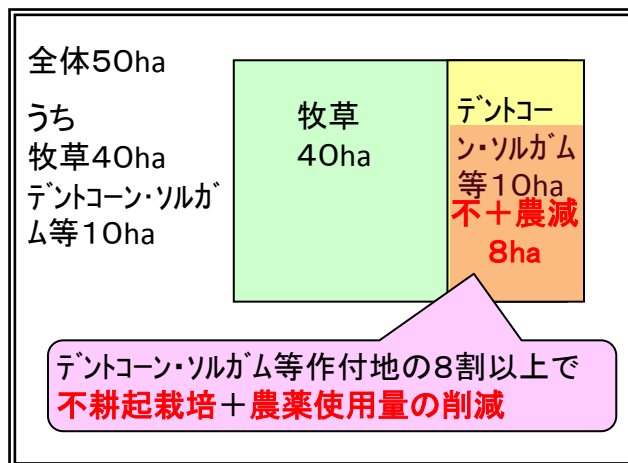 全体50ha
うち
牧草40ha
デントコーン・ソルガ
ム等10ha
牧草
40ha
デントコー
ン・ソルガム
等10ha
不+農減
8ha
デントコーン・ソルガム等作付地の8割以上で
不耕起栽培+農薬使用量の削減